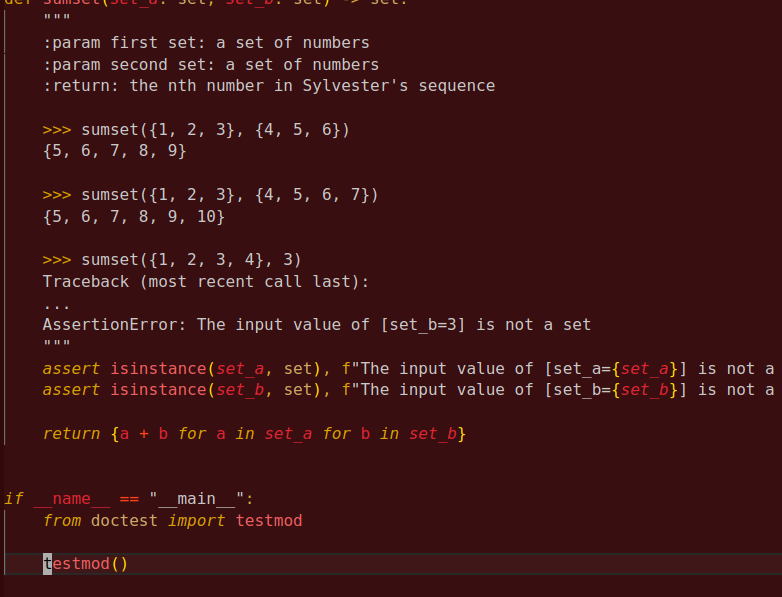 def sumset(set_a: set, set_b: set) -> set:
"""
:param first set: a set of numbers
:param second set: a set of numbers
:return: the nth number in Sylvester's sequence
>>> sumset({1, 2, 3}, {4, 5, 6})
{5, 6, 7, 8, 9}
>>> sumset({1, 2, 3}, {4, 5, 6, 7})
{5, 6, 7, 8, 9, 10}
>>> sumset({1, 2, 3, 4}, 3)
Traceback (most recent call last):
...
AssertionError: The input value of [set_b=3] is not a set
"""
assert isinstance(set_a, set), f"The input value of [set_a={set_a}] is not a
assert isinstance(set_b, set), f"The input value of [set_b={set_b}] is not a
return {a + b for a in set_a for b in set_b}
if __name__ == "__main__":
from doctest import testmod
testmod()